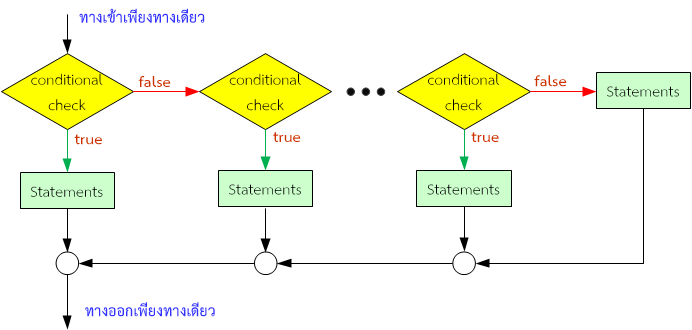 ทางเข้าเพียงทางเดียว
conditional
check
false
conditional
check
conditional
check
false
Statements
true
true
true
Statements
Statements
Statements
ทางออกเพียงทางเดียว